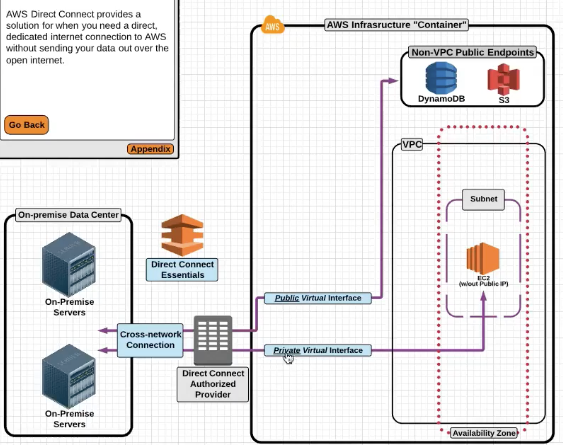 AWS Direct Connect provides a
solution for when you need a direct,
dedicated internet connection to AWS
without sending your data out over the
open internet.
Go Back
Appendix
AWS
AWS Infrasructure "Container"
Non-VPC Public Endpoints
DynamoDB
S3
VPC
Subnet
EC2
(w/out Public IP)
Availability Zone
On-premise Data Center
On-Premise
Servers
On-Premise
Servers
Direct Connect
Essentials
Cross-network
Connection
Direct Connect
Authorized
Provider
Public Virtual Interface
Private Virtual Interface